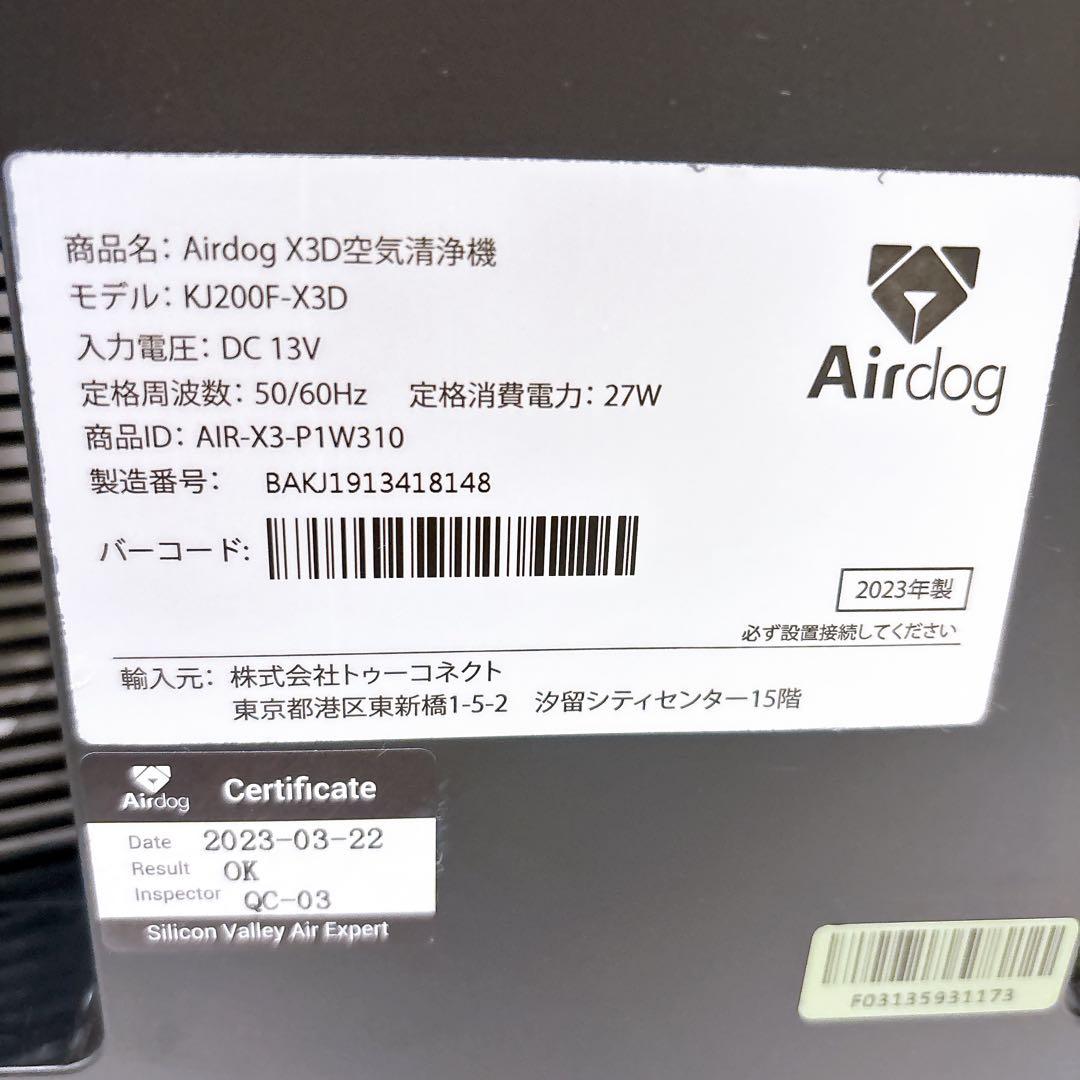 商品名： Airdog X3D空気清浄機
モデル： KJ200F-X3D
入力電圧： DC 13V
定格周波数： 50/60Hz 定格消費電力： 27W
商品ID： AIR-X3-P1W310
製造番号： BAKJ1913418148
バーコード:
Airdog
2023年製
必ず設置接続してください
輸入元： 株式会社トゥーコネクト
東京都港区東新橋1-5-2 汐留シティセンター15階
Airdog Certificate
Date 2023-03-22
Result OK
Inspector QC-03
Silicon Valley Air Expert
F03135931173